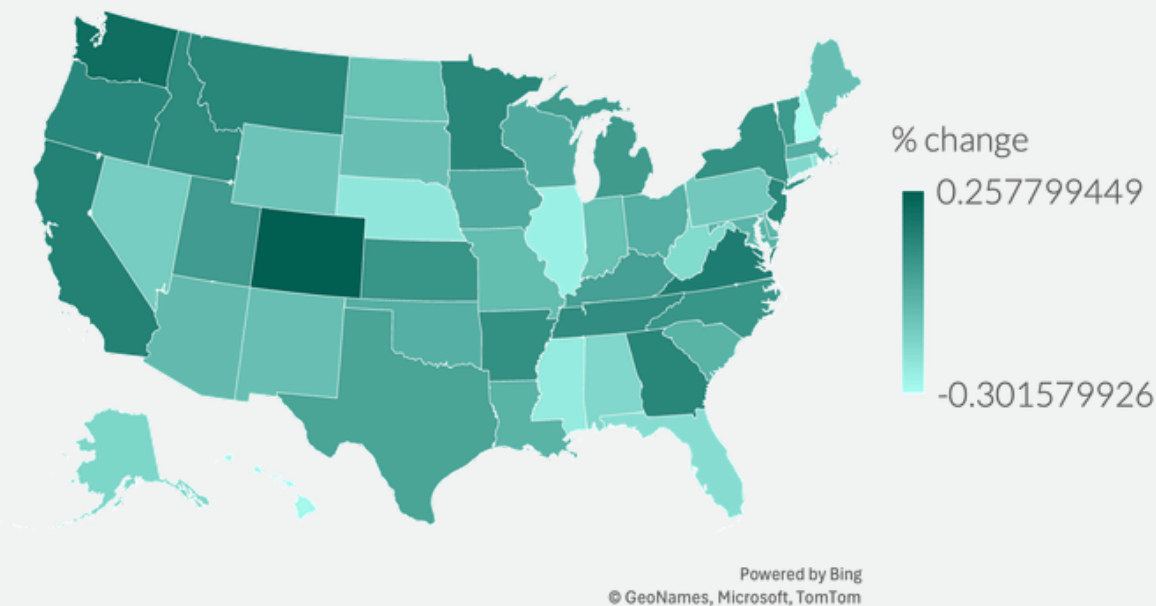 % change
0.257799449
-0.301579926
Powered by Bing
© GeoNames, Microsoft, TomTom